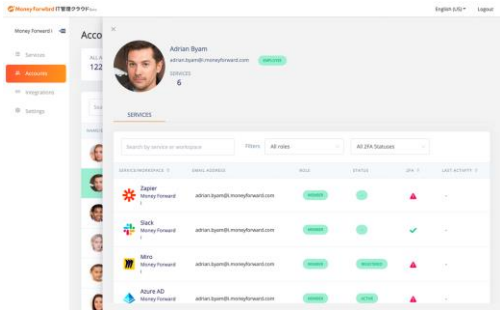 Money Forward IT管理クラウド
English (US)
Logout
Money Forward i
Services
Accounts
Integrations
Settings
Acco
ALL A
122
Sea
×
Adrian Byam
adrian.byam@i.moneyforward.com
EMPLOYEE
SERVICES
6
SERVICES
Search by service or workspace
Filters
All roles
All 2FA Statuses
SERVICE/WORKSPACE
EMAIL ADDRESS
ROLE
STATUS
2FA
LAST ACTIVITY
Zapier
Money Forward
i
adrian.byam@i.moneyforward.com
MEMBER
-
-
Slack
Money Forward
i
adrian.byam@i.moneyforward.com
MEMBER
-
-
Miro
Money Forward
i
adrian.byam@i.moneyforward.com
MEMBER
REGISTERED
-
Azure AD
Money Forward
adrian.byam@i.moneyforward.com
MEMBER
ACTIVE
-